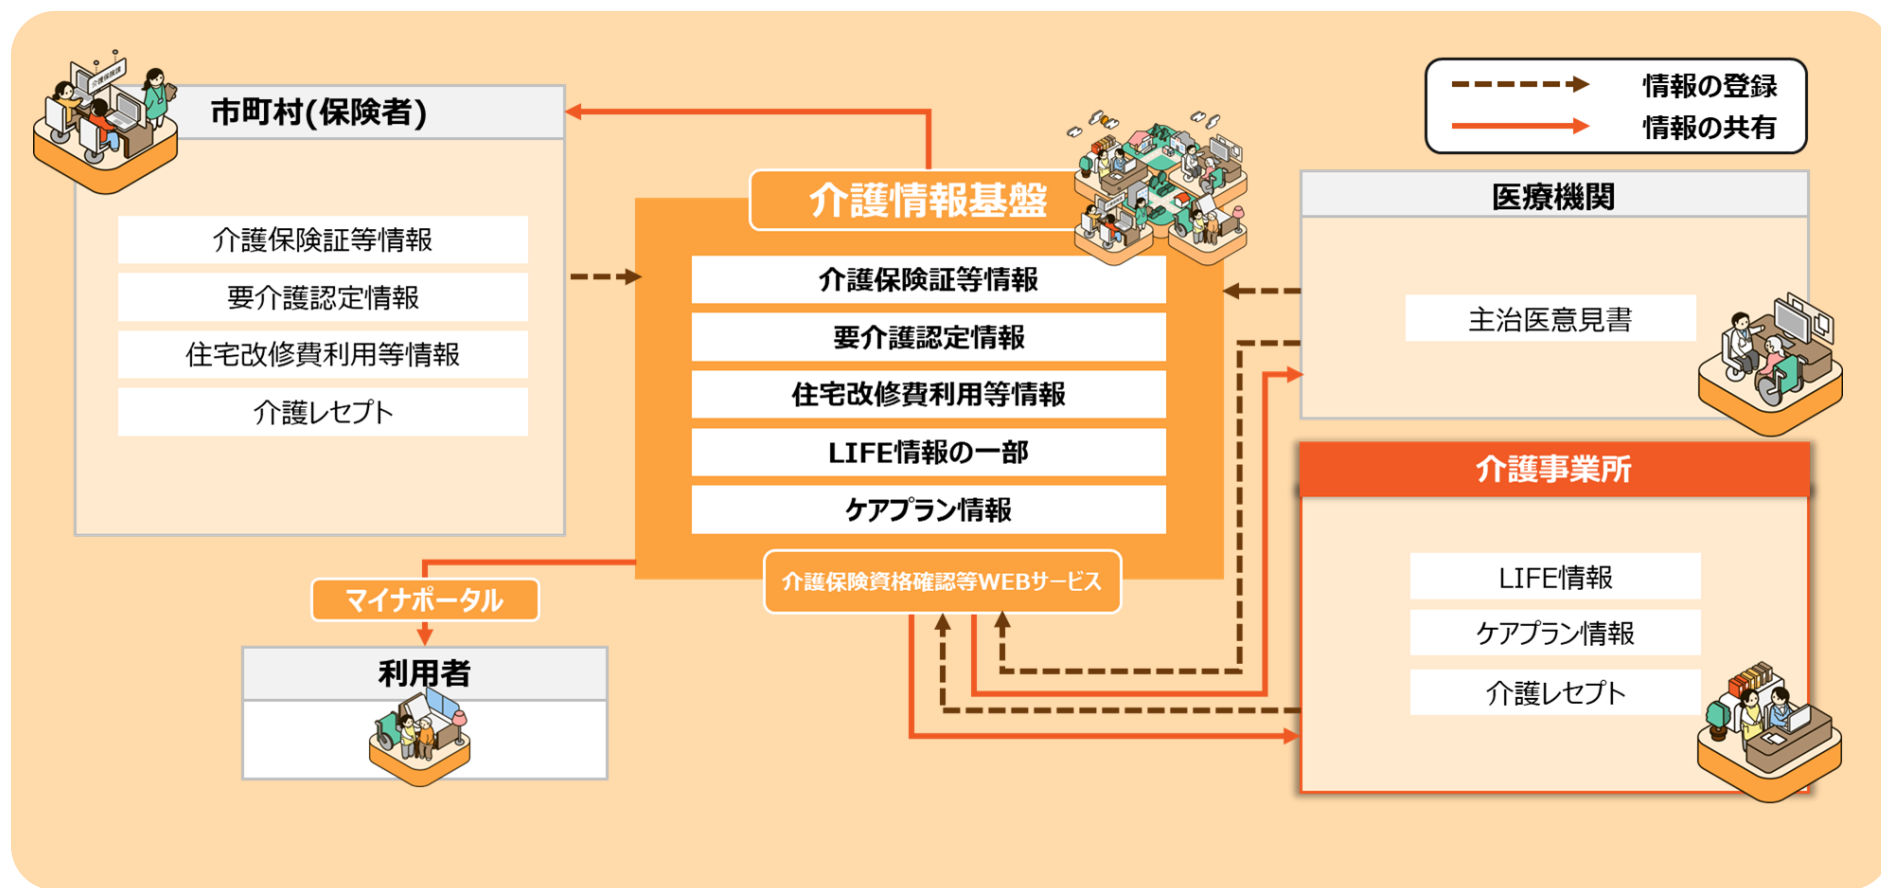 情報の登録
情報の共有
介護保険課
市町村(保険者)
介護保険証等情報
要介護認定情報
住宅改修費利用等情報
介護レセプト
介護情報基盤
介護保険証等情報
要介護認定情報
住宅改修費利用等情報
LIFE情報の一部
ケアプラン情報
介護保険資格確認等WEBサービス
医療機関
主治医意見書
介護事業所
LIFE情報
ケアプラン情報
介護レセプト
マイナポータル
利用者